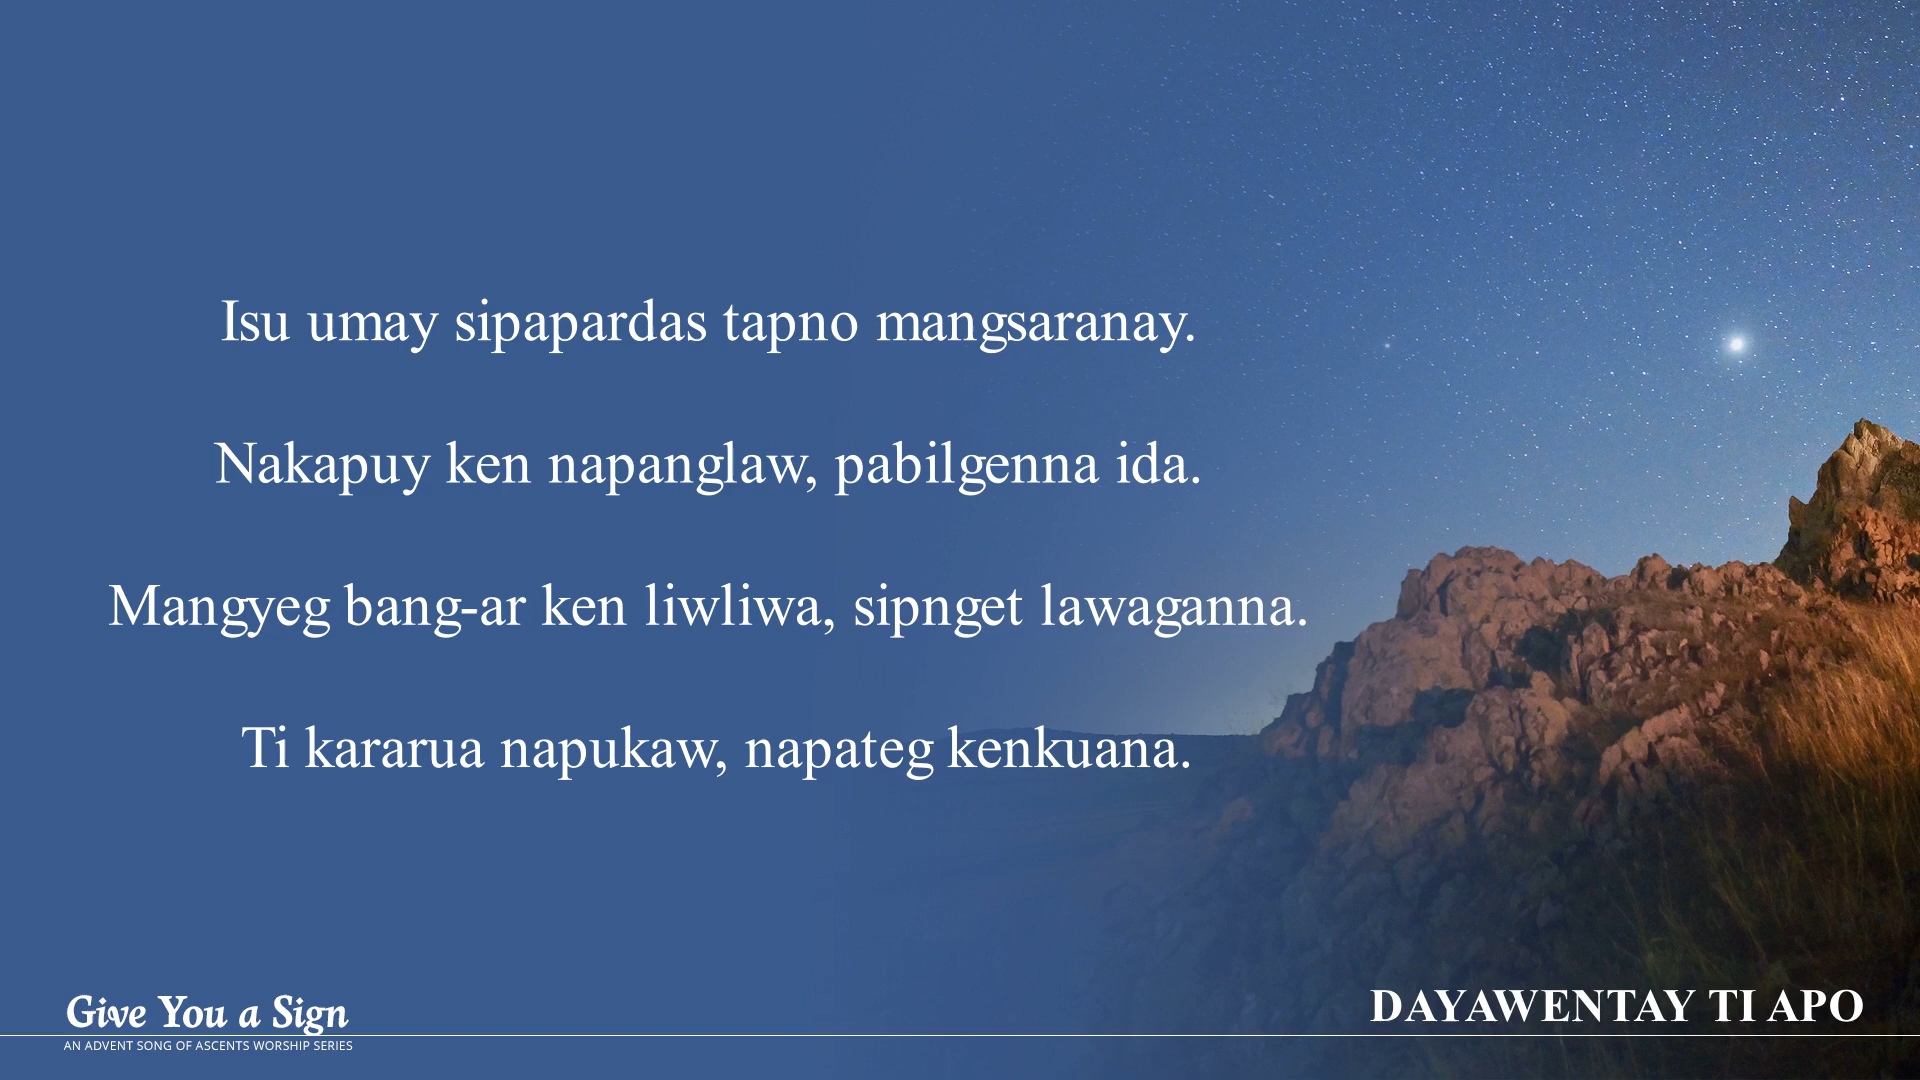 Isu umay sipapardas tapno mangsaranay.
Nakapuy ken napanglaw, pabilgenna ida.
Mangyeg bang-ar ken liwliwa, sipnget lawaganna.
Ti kararua napukaw, napateg kenkuana.
Give You a Sign
AN ADVENT SONG OF ASCENTS WORSHIP SERIES
DAYAWENTAY TI APO